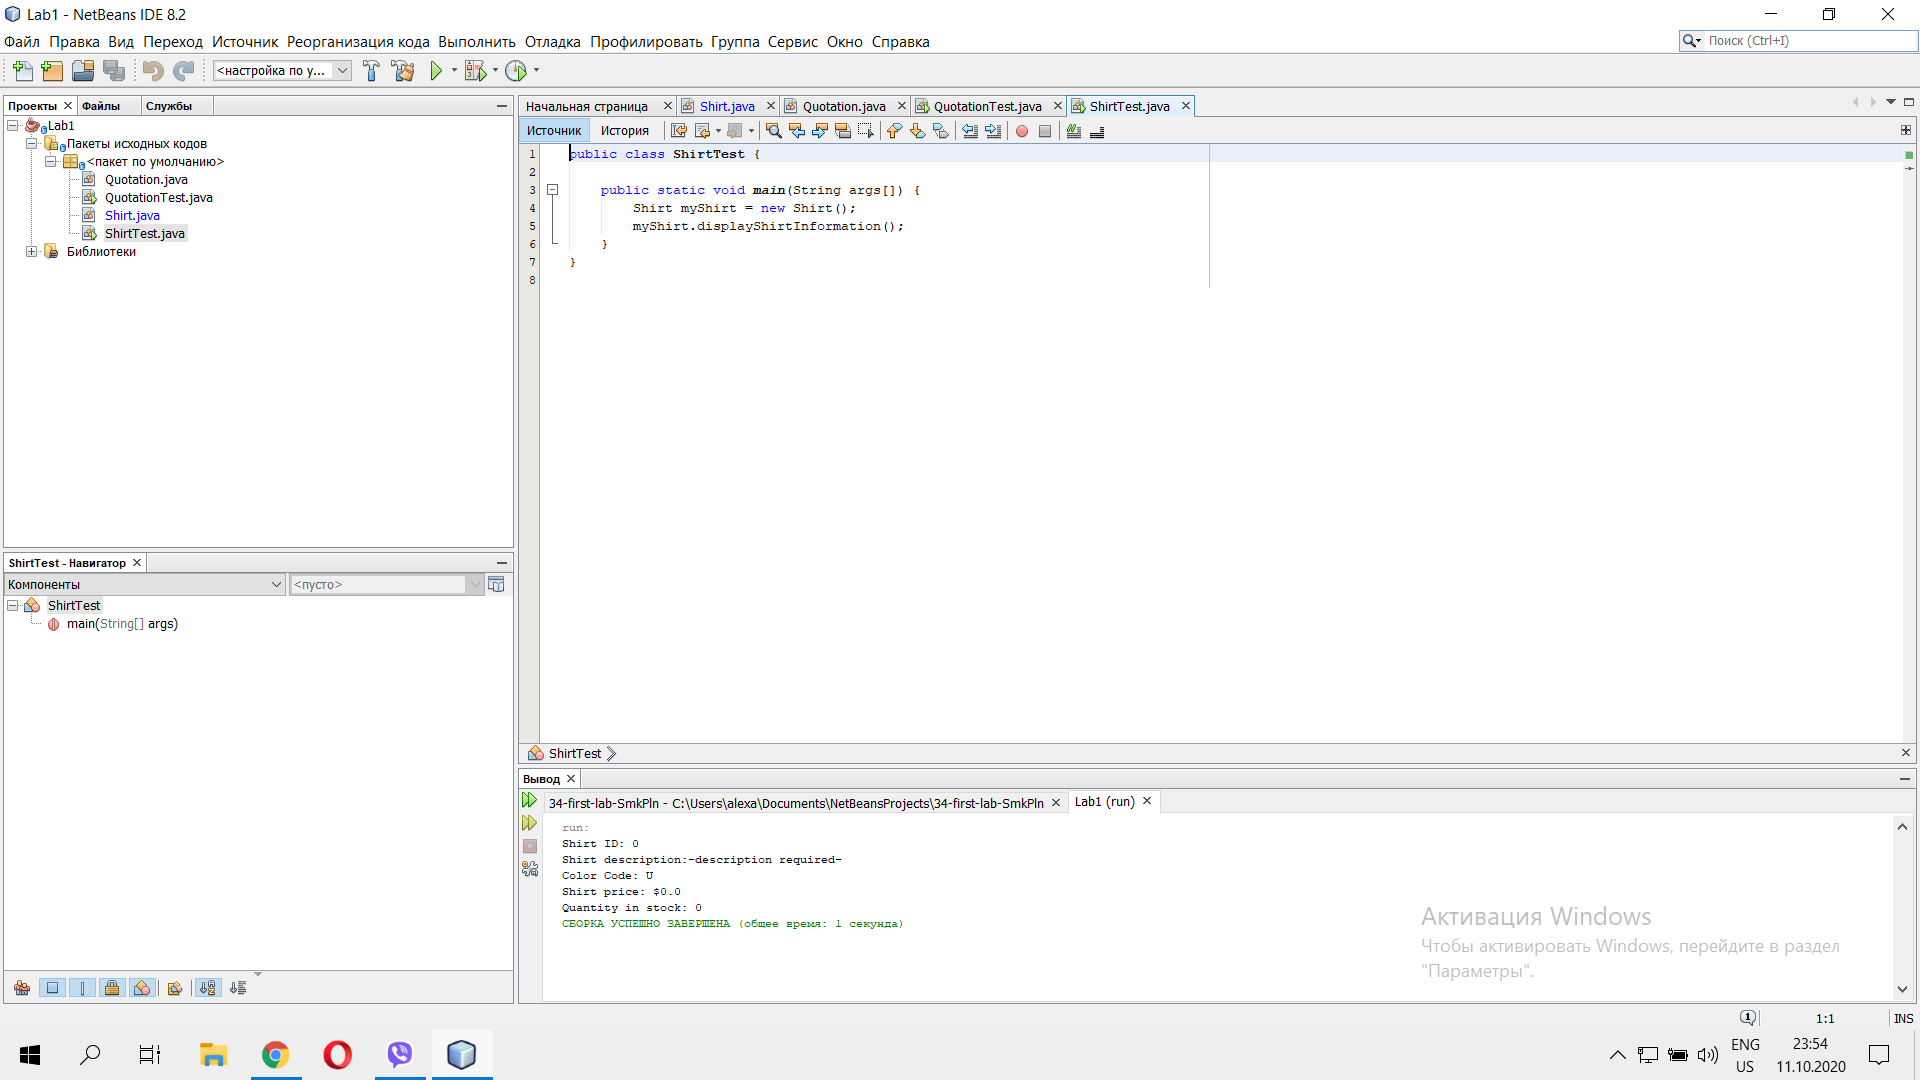 Lab1 - NetBeans IDE 8.2
Файл Правка Вид Переход Источник Реорганизация кода Выполнить Отладка Профилировать Группа Сервис Окно Справка
Поиск (Ctrl+I)
<настройка по у...
Проекты Файлы Службы
Lab1
Пакеты исходных кодов
<пакет по умолчанию>
Quotation.java
QuotationTest.java
Shirt.java
ShirtTest.java
Библиотеки
Начальная страница Shirt.java Quotation.java QuotationTest.java ShirtTest.java
Источник История
1 public class ShirtTest {
2
3 public static void main(String args[]) {
4 Shirt myShirt = new Shirt();
5 myShirt.displayShirtInformation();
6 }
7 }
8
ShirtTest - Навигатор
Компоненты <пусто>
ShirtTest
main(String[] args)
ShirtTest
Вывод
34-first-lab-SmkPln - C:\Users\alexa\Documents\NetBeansProjects\34-first-lab-SmkPln Lab1 (run)
run:
Shirt ID: 0
Shirt description:-description required-
Color Code: U
Shirt price: $0.0
Quantity in stock: 0
СБОРКА УСПЕШНО ЗАВЕРШЕНА (общее время: 1 секунда)
Активация Windows
Чтобы активировать Windows, перейдите в раздел
"Параметры".
1 1:1 INS
ENG
US
23:54
11.10.2020